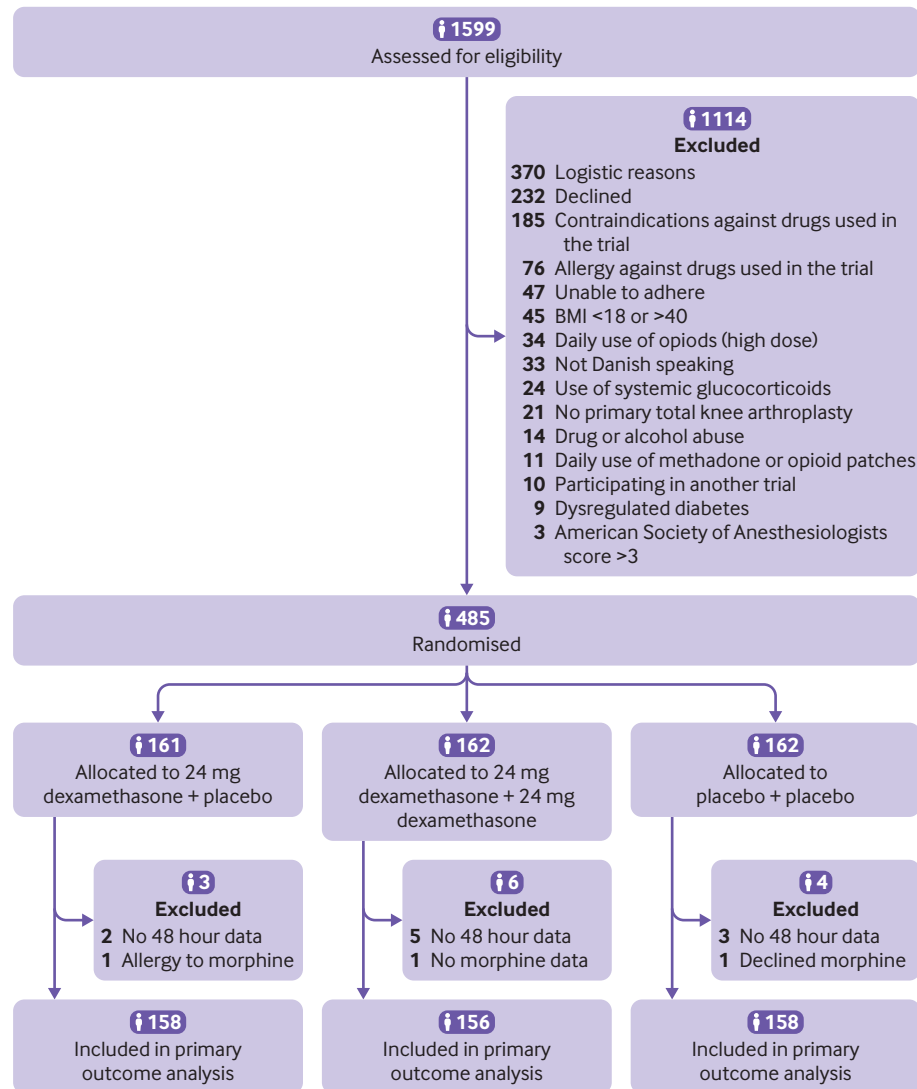 1599
Assessed for eligibility
1114
Excluded
370 Logistic reasons
232 Declined
185 Contraindications against drugs used in
the trial
76 Allergy against drugs used in the trial
47 Unable to adhere
45 BMI <18 or >40
34 Daily use of opiods (high dose)
33 Not Danish speaking
24 Use of systemic glucocorticoids
21 No primary total knee arthroplasty
14 Drug or alcohol abuse
11 Daily use of methadone or opioid patches
10 Participating in another trial
9 Dysregulated diabetes
3 American Society of Anesthesiologists
score >3
485
Randomised
161
Allocated to 24 mg
dexamethasone + placebo
162
Allocated to 24 mg
dexamethasone + 24 mg
dexamethasone
162
Allocated to
placebo + placebo
3
Excluded
2 No 48 hour data
1 Allergy to morphine
6
Excluded
5 No 48 hour data
1 No morphine data
4
Excluded
3 No 48 hour data
1 Declined morphine
158
Included in primary
outcome analysis
156
Included in primary
outcome analysis
158
Included in primary
outcome analysis